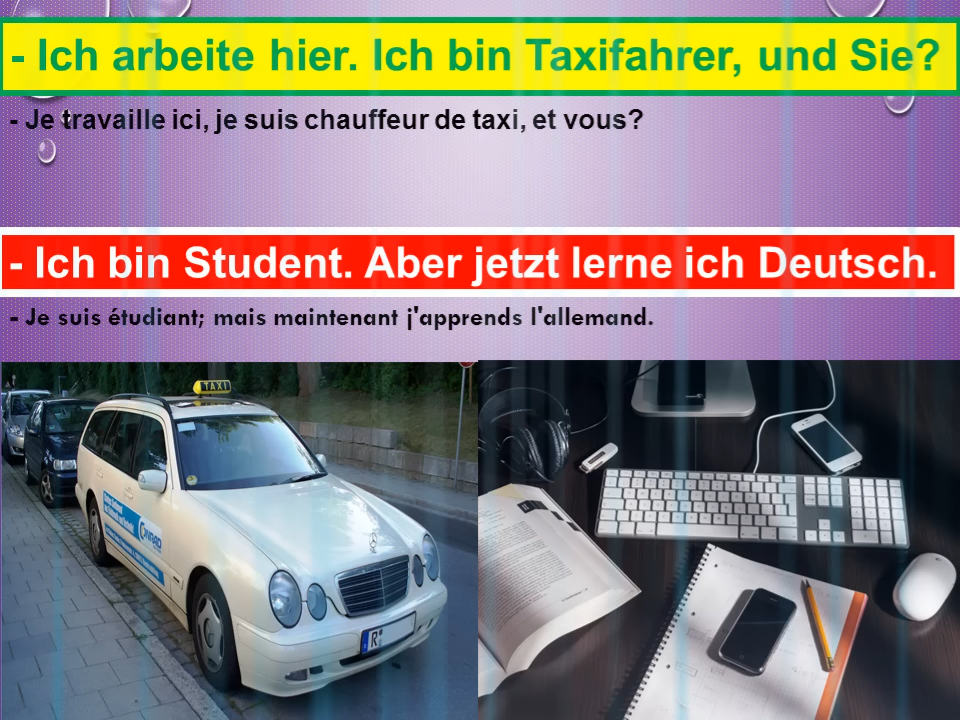 - Ich arbeite hier. Ich bin Taxifahrer, und Sie?
- Je travaille ici, je suis chauffeur de taxi, et vous?
- Ich bin Student. Aber jetzt lerne ich Deutsch.
- Je suis étudiant; mais maintenant j'apprends l'allemand.
TAXI
CONRAD
R